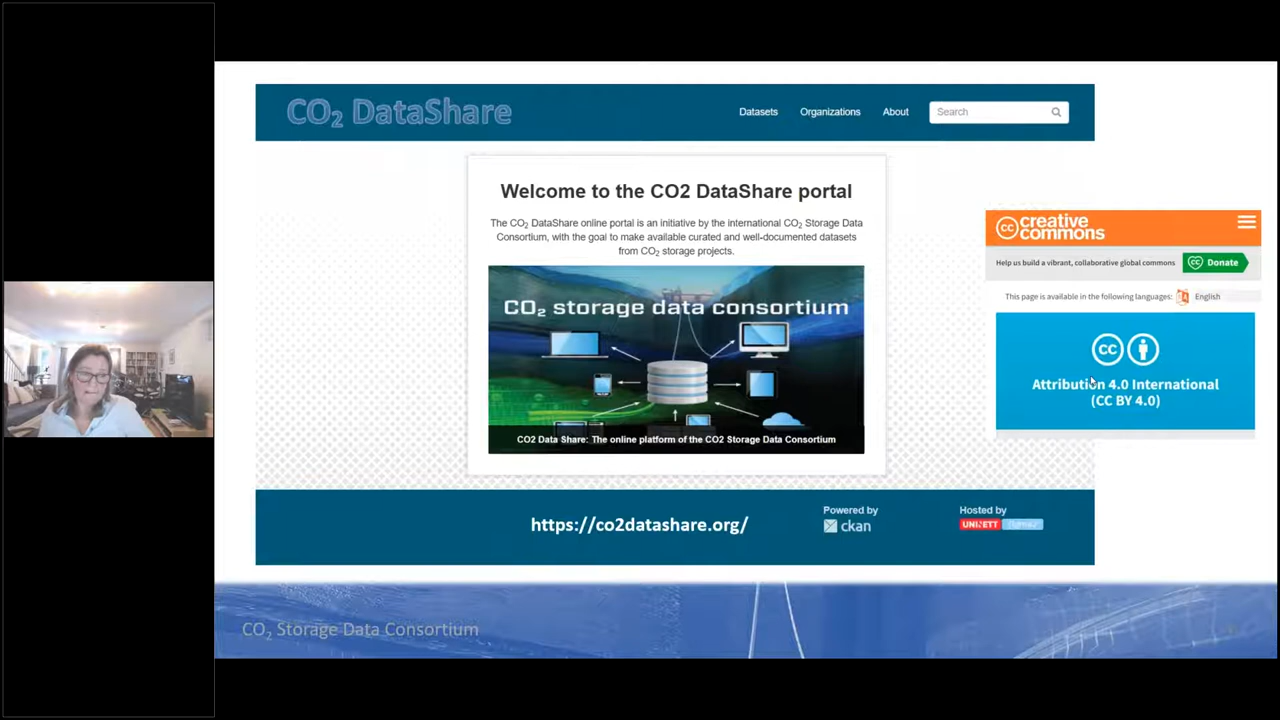 CO₂ DataShare
Datasets Organizations About Search
Welcome to the CO2 DataShare portal
The CO₂ DataShare online portal is an initiative by the international CO₂ Storage Data
Consortium, with the goal to make available curated and well-documented datasets
from CO₂ storage projects.
CO₂ storage data consortium
CO2 Data Share: The online platform of the CO2 Storage Data Consortium
creative
commons
Help us build a vibrant, collaborative global commons
Donate
This page is available in the following languages: English
CC
Attribution 4.0 International
(CC BY 4.0)
https://co2datashare.org/
Powered by
ckan
Hosted by
UNINETT
CO₂ Storage Data Consortium